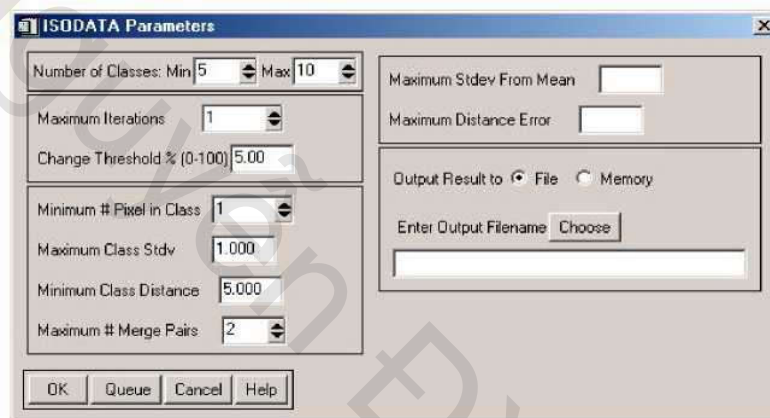 ISODATA Parameters
Number of Classes: Min 5 Max 10
Maximum Iterations 1
Change Threshold % (0-100) 5.00
Minimum # Pixel in Class 1
Maximum Class Stdv 1.000
Minimum Class Distance 5.000
Maximum # Merge Pairs 2
OK Queue Cancel Help
Maximum Stdev From Mean
Maximum Distance Error
Output Result to File Memory
Enter Output Filename Choose